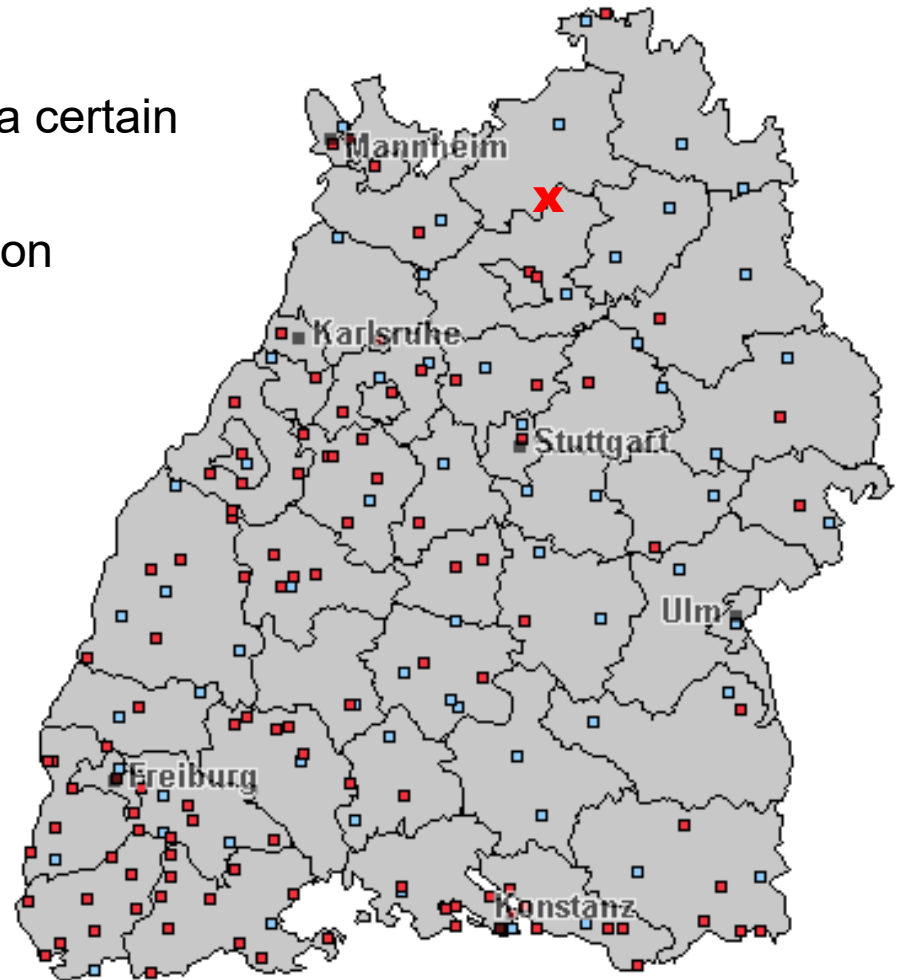 a certain
Mannheim
x
on
Karlsruhe
Stuttgart
Ulm
Freiburg
Konstanz